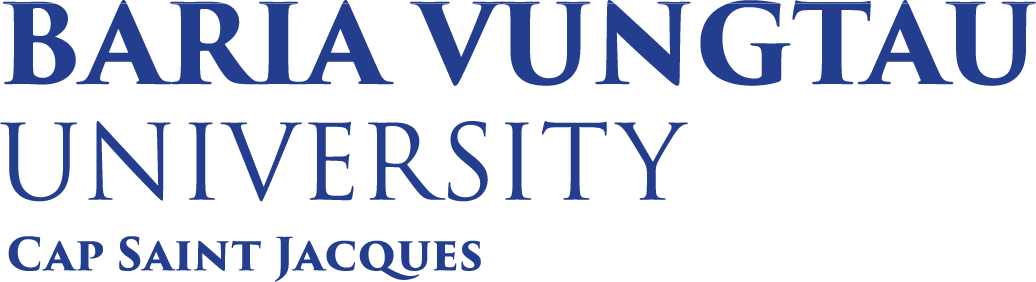 BARIA VUNGTAU
UNIVERSITY
CAP SAINT JACQUES